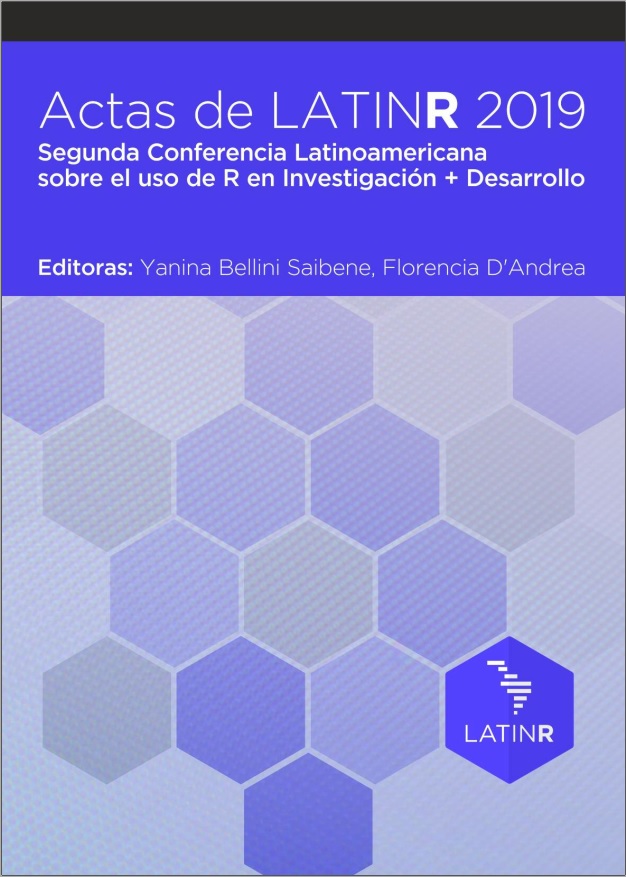 Actas de LATINR 2019
Segunda Conferencia Latinoamericana
sobre el uso de R en Investigación + Desarrollo
Editoras: Yanina Bellini Saibene, Florencia D'Andrea
LATINR